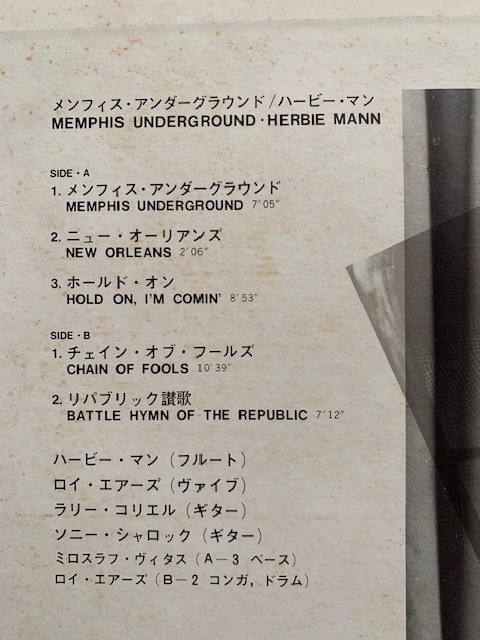 メンフィス・アンダーグラウンド/ハービー・マン
MEMPHIS UNDERGROUND・HERBIE MANN
SIDE・A
1. メンフィス・アンダーグラウンド
MEMPHIS UNDERGROUND 7′05″
2. ニュー・オーリアンズ
NEW ORLEANS 2′06″
3. ホールド・オン
HOLD ON, I'M COMIN' 8′53″
SIDE・B
1. チェイン・オブ・フールズ
CHAIN OF FOOLS 10′39″
2. リパブリック讃歌
BATTLE HYMN OF THE REPUBLIC 7′12″
ハービー・マン(フルート)
ロイ・エアーズ(ヴァイブ)
ラリー・コリエル(ギター)
ソニー・シャロック(ギター)
ミロスラフ・ヴィタス(A—3 ベース)
ロイ・エアーズ(B—2 コンガ, ドラム)